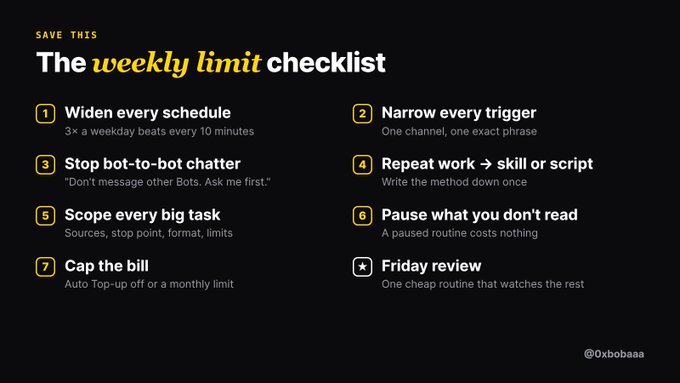 SAVE THIS
The weekly limit checklist
1 Widen every schedule
3× a weekday beats every 10 minutes
2 Narrow every trigger
One channel, one exact phrase
3 Stop bot-to-bot chatter
"Don't message other Bots. Ask me first."
4 Repeat work → skill or script
Write the method down once
5 Scope every big task
Sources, stop point, format, limits
6 Pause what you don't read
A paused routine costs nothing
7 Cap the bill
Auto Top-up off or a monthly limit
★ Friday review
One cheap routine that watches the rest
@0xbobaaa